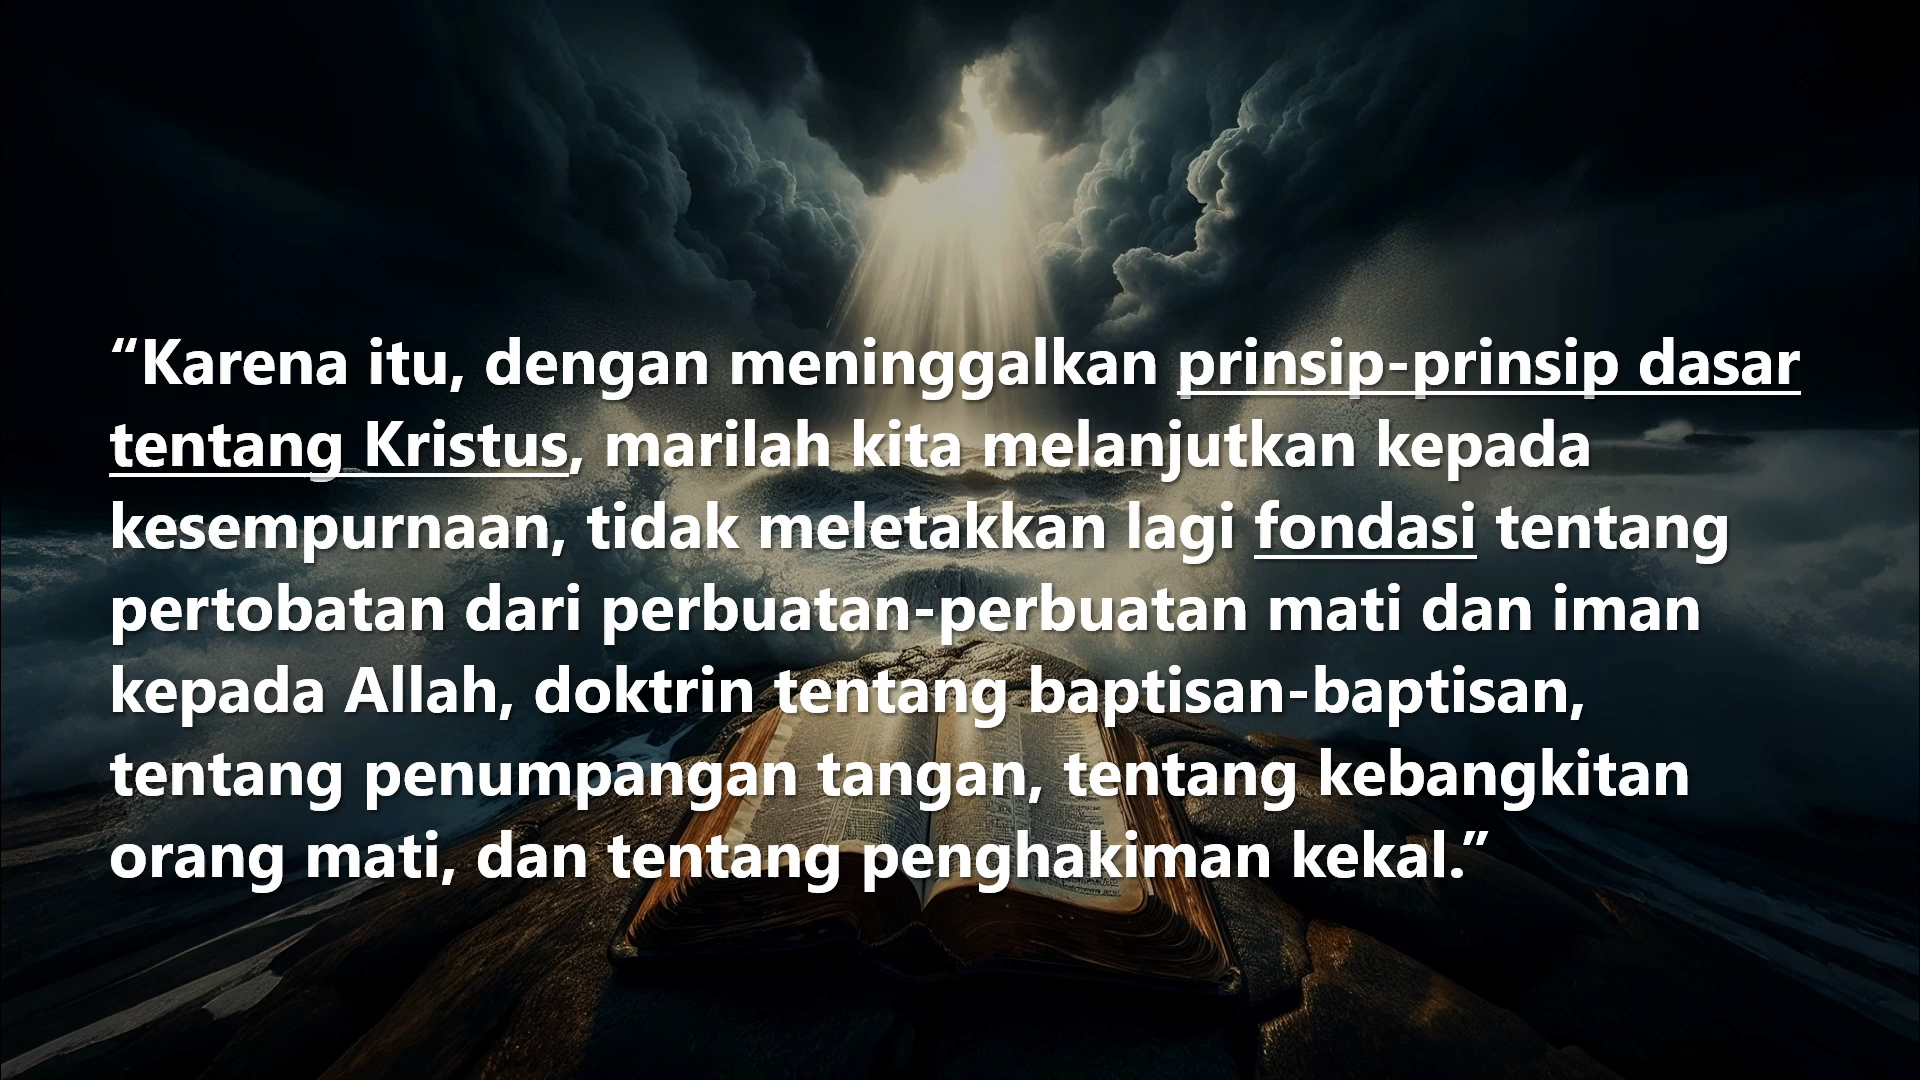 “Karena itu, dengan meninggalkan prinsip-prinsip dasar
tentang Kristus, marilah kita melanjutkan kepada
kesempurnaan, tidak meletakkan lagi fondasi tentang
pertobatan dari perbuatan-perbuatan mati dan iman
kepada Allah, doktrin tentang baptisan-baptisan,
tentang penumpangan tangan, tentang kebangkitan
orang mati, dan tentang penghakiman kekal.”